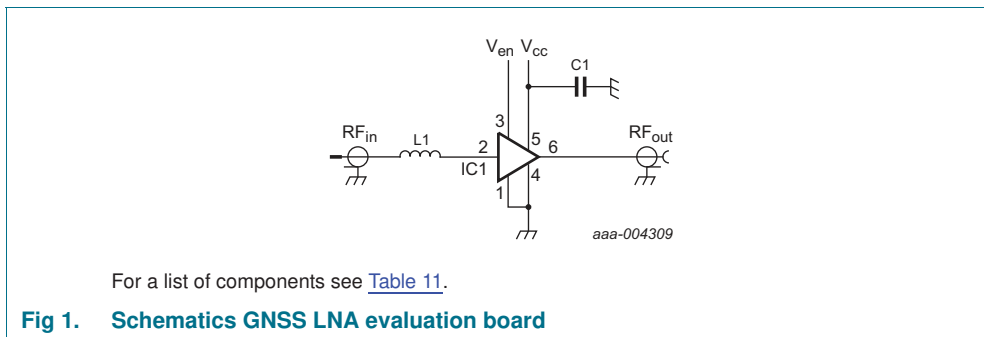 V_en V_cc
C1
3
RF_in
L1
2
5
6
RF_out
IC1
4
1
aaa-004309
For a list of components see Table 11.
Fig 1. Schematics GNSS LNA evaluation board